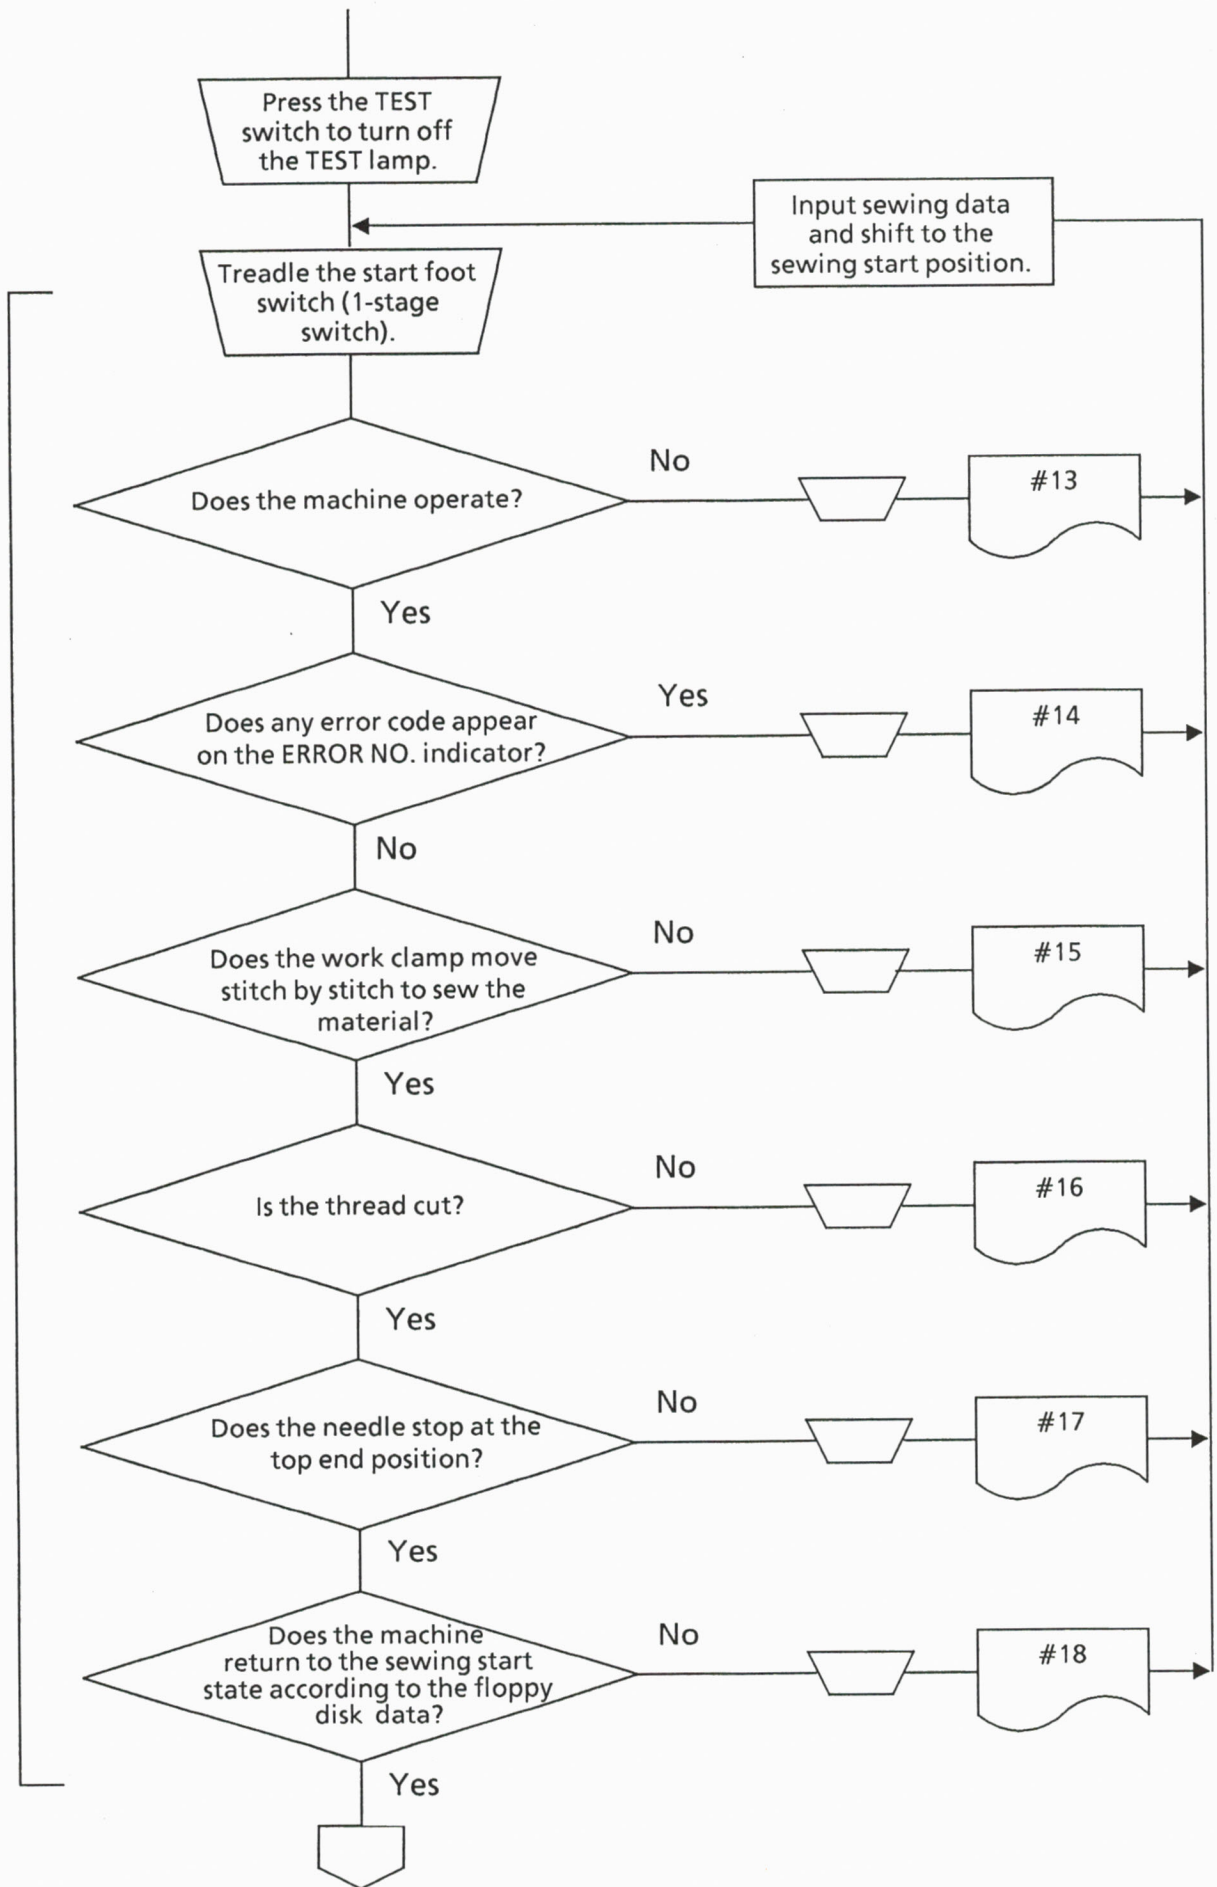 Press the TEST
switch to turn off
the TEST lamp.
Input sewing data
and shift to the
sewing start position.
Treadle the start foot
switch (1-stage
switch).
Does the machine operate?
No
#13
Yes
Does any error code appear
on the ERROR NO. indicator?
Yes
#14
No
Does the work clamp move
stitch by stitch to sew the
material?
No
#15
Yes
Is the thread cut?
No
#16
Yes
Does the needle stop at the
top end position?
No
#17
Yes
Does the machine
return to the sewing start
state according to the floppy
disk data?
No
#18
Yes